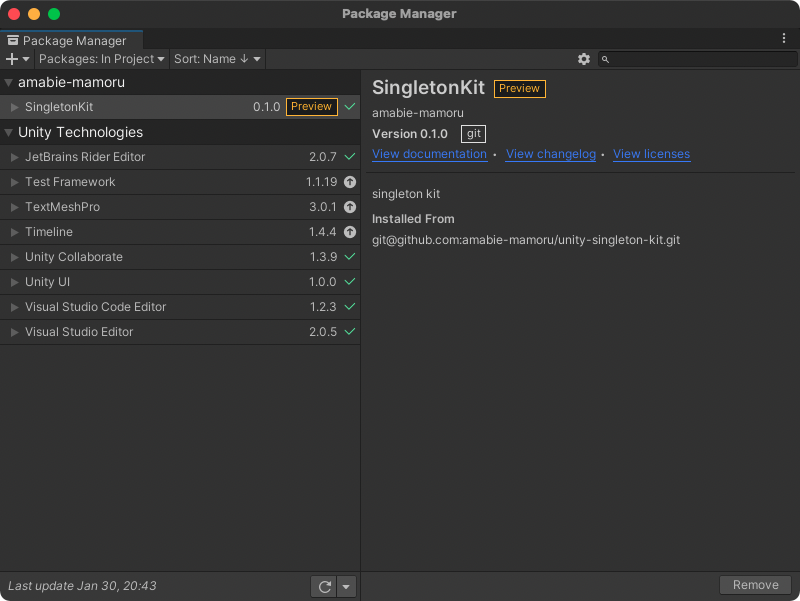 Package Manager
Package Manager
Packages: In Project
Sort: Name ↓
amabie-mamoru
SingletonKit 0.1.0 Preview
Unity Technologies
JetBrains Rider Editor 2.0.7
Test Framework 1.1.19
TextMeshPro 3.0.1
Timeline 1.4.4
Unity Collaborate 1.3.9
Unity UI 1.0.0
Visual Studio Code Editor 1.2.3
Visual Studio Editor 2.0.5
Last update Jan 30, 20:43
SingletonKit Preview
amabie-mamoru
Version 0.1.0 git
View documentation • View changelog • View licenses
singleton kit
Installed From
git@github.com:amabie-mamoru/unity-singleton-kit.git
Remove